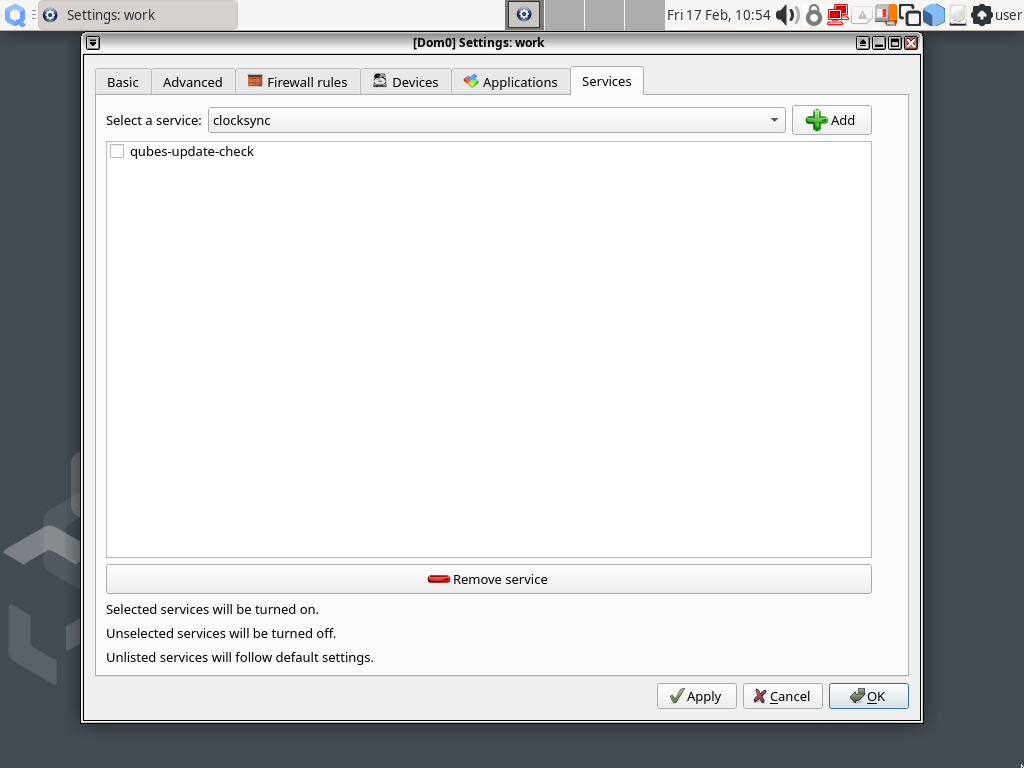 Settings: work
Fri 17 Feb, 10:54
user
[Dom0] Settings: work
Basic
Advanced
Firewall rules
Devices
Applications
Services
Select a service:
clocksync
Add
qubes-update-check
Remove service
Selected services will be turned on.
Unselected services will be turned off.
Unlisted services will follow default settings.
Apply
Cancel
OK